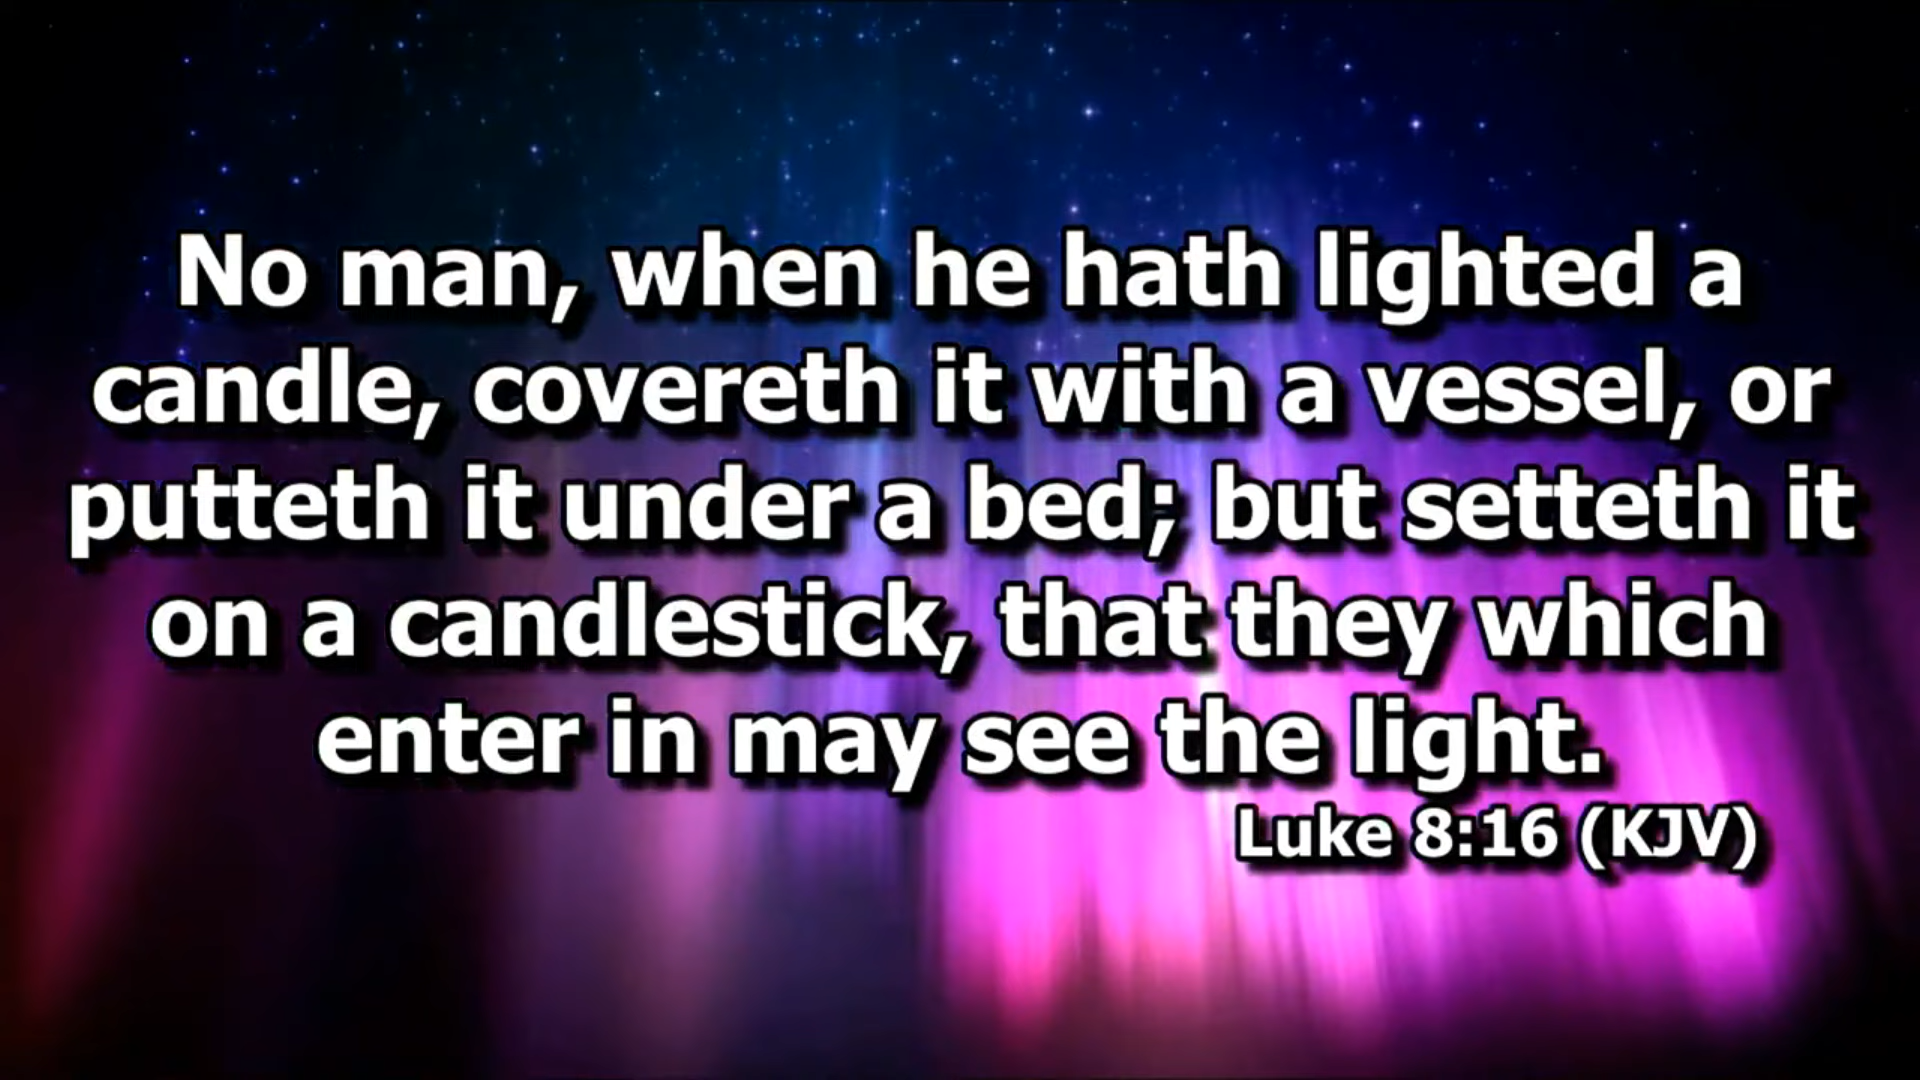 No man, when he hath lighted a
candle, covereth it with a vessel, or
putteth it under a bed; but setteth it
on a candlestick, that they which
enter in may see the light.
Luke 8:16 (KJV)